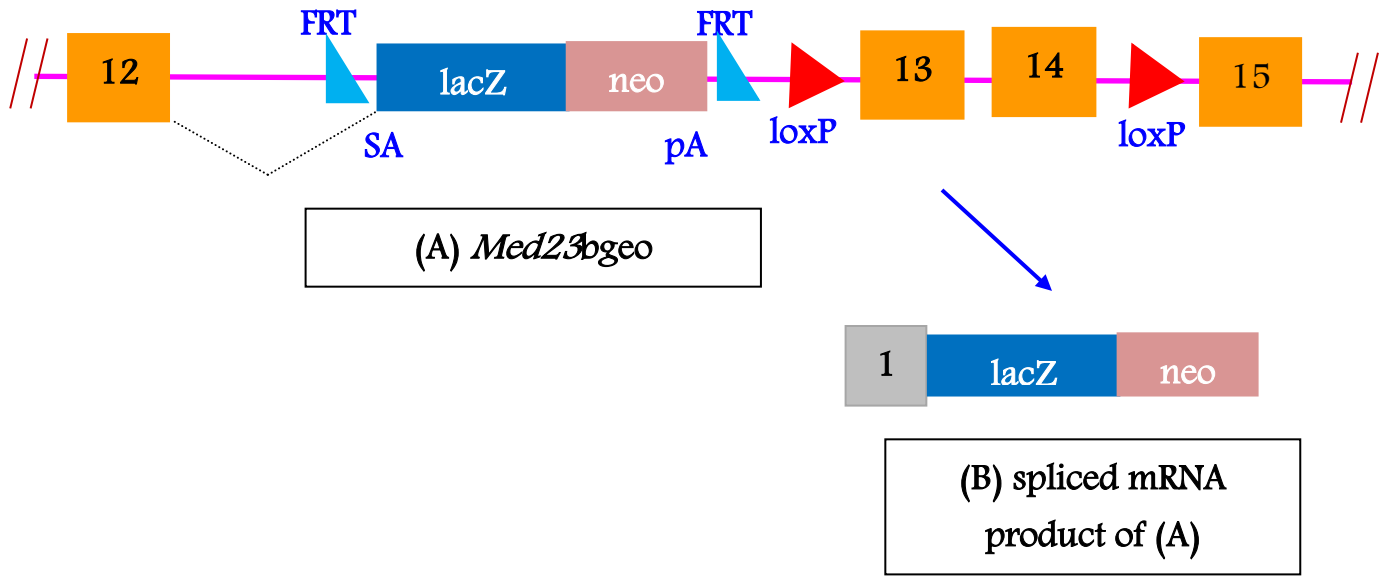 FRT FRT
12 lacZ neo 13 14 15
SA pA loxP loxP
(A) Med23bgeo
1 lacZ neo
(B) spliced mRNA
product of (A)